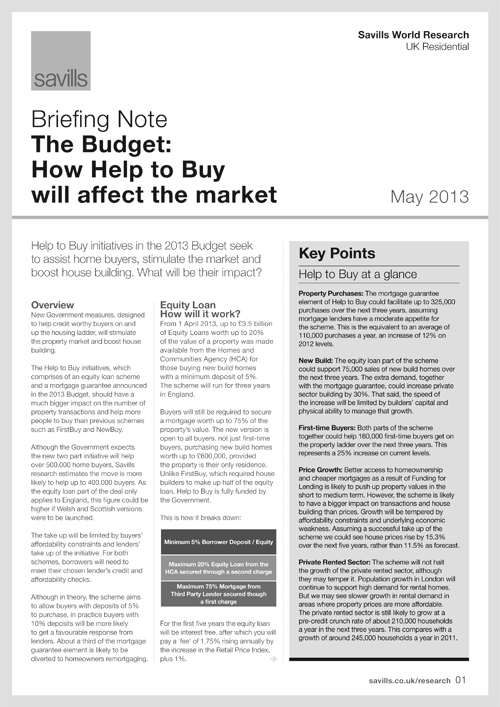 Savills World Research
UK Residential
savills
Briefing Note
The Budget:
How Help to Buy
will affect the market
May 2013
Help to Buy initiatives in the 2013 Budget seek
to assist home buyers, stimulate the market and
boost house building. What will be their impact?
Overview
New Government measures, designed
to help credit worthy buyers on and
up the housing ladder, will stimulate
the property market and boost house
building.
The Help to Buy initiatives, which
comprises of an equity loan scheme
and a mortgage guarantee announced
in the 2013 Budget, should have a
much bigger impact on the number of
property transactions and help more
people to buy than previous schemes
such as FirstBuy and NewBuy.
Although the Government expects
the new two part initiative will help
over 500,000 home buyers, Savills
research estimates the move is more
likely to help up to 400,000 buyers. As
the equity loan part of the deal only
applies to England, this figure could be
higher if Welsh and Scottish versions
were to be launched.
The take up will be limited by buyers'
affordability constraints and lenders'
take up of the initiative. For both
schemes, borrowers will need to
meet their chosen lender's credit and
affordability checks.
Although in theory, the scheme aims
to allow buyers with deposits of 5%
to purchase, in practice buyers with
10% deposits will be more likely
to get a favourable response from
lenders. About a third of the mortgage
guarantee element is likely to be
diverted to homeowners remortgaging.
Equity Loan
How will it work?
From 1 April 2013, up to £3.5 billion
of Equity Loans worth up to 20%
of the value of a property was made
available from the Homes and
Communities Agency (HCA) for
those buying new build homes
with a minimum deposit of 5%.
The scheme will run for three years
in England.
Buyers will still be required to secure
a mortgage worth up to 75% of the
property's value. The new version is
open to all buyers, not just first-time
buyers, purchasing new build homes
worth up to £600,000, provided
the property is their only residence.
Unlike FirstBuy, which required house
builders to make up half of the equity
loan, Help to Buy is fully funded by
the Government.
This is how it breaks down:
Minimum 5% Borrower Deposit / Equity
Maximum 20% Equity Loan from the
HCA secured through a second charge
Maximum 75% Mortgage from
Third Party Lender secured though
a first charge
For the first five years the equity loan
will be interest free, after which you will
pay a 'fee' of 1.75% rising annually by
the increase in the Retail Price Index,
plus 1%.
Key Points
Help to Buy at a glance
Property Purchases: The mortgage guarantee
element of Help to Buy could facilitate up to 325,000
purchases over the next three years, assuming
mortgage lenders have a moderate appetite for
the scheme. This is the equivalent to an average of
110,000 purchases a year, an increase of 12% on
2012 levels.
New Build: The equity loan part of the scheme
could support 75,000 sales of new build homes over
the next three years. The extra demand, together
with the mortgage guarantee, could increase private
sector building by 30%. That said, the speed of
the increase will be limited by builders' capital and
physical ability to manage that growth.
First-time Buyers: Both parts of the scheme
together could help 160,000 first-time buyers get on
the property ladder over the next three years. This
represents a 25% increase on current levels.
Price Growth: Better access to homeownership
and cheaper mortgages as a result of Funding for
Lending is likely to push up property values in the
short to medium term. However, the scheme is likely
to have a bigger impact on transactions and house
building than prices. Growth will be tempered by
affordability constraints and underlying economic
weakness. Assuming a successful take up of the
scheme we could see house prices rise by 15.3%
over the next five years, rather than 11.5% as forecast.
Private Rented Sector: The scheme will not halt
the growth of the private rented sector, although
they may temper it. Population growth in London will
continue to support high demand for rental homes.
But we may see slower growth in rental demand in
areas where property prices are more affordable.
The private rented sector is still likely to grow at a
pre-credit crunch rate of about 210,000 households
a year in the next three years. This compares with a
growth of around 245,000 households a year in 2011.
savills.co.uk/research 01